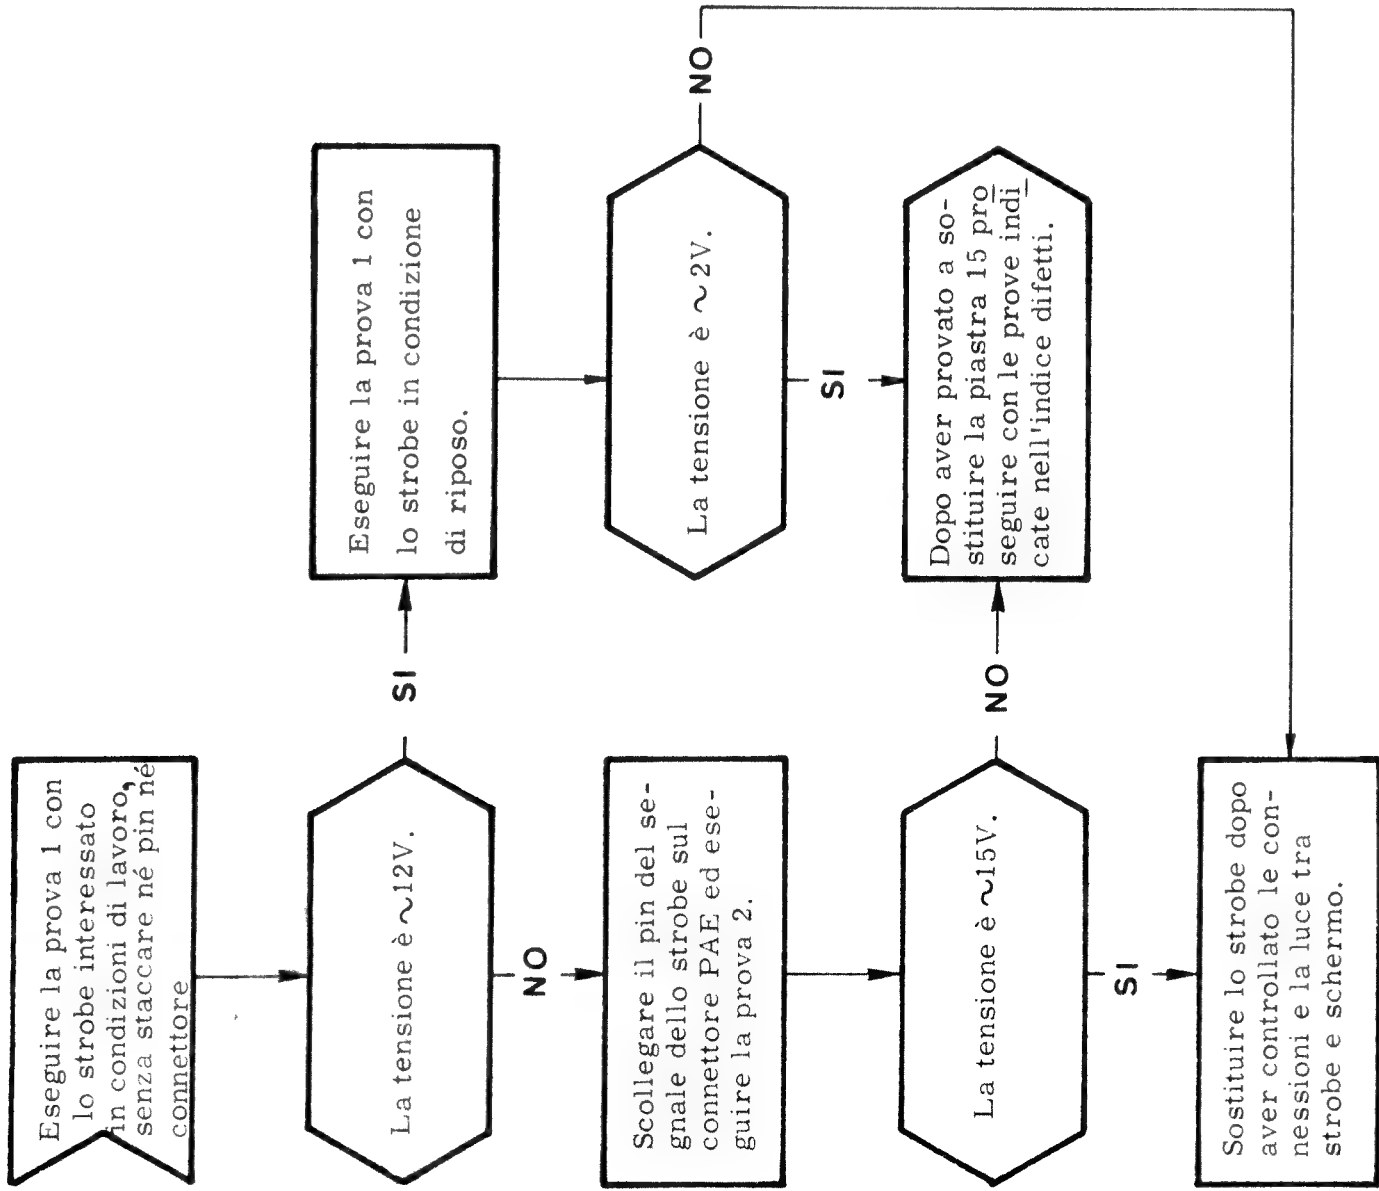 Eseguire la prova 1 con
lo strobe interessato
in condizioni di lavoro,
senza staccare né pin né
connettore
La tensione è ~12V.
SI
NO
Eseguire la prova 1 con
lo strobe in condizione
di riposo.
La tensione è ~2V.
NO
SI
Scollegare il pin del se-
gnale dello strobe sul
connettore PAE ed ese-
guire la prova 2.
La tensione è ~15V.
NO
SI
Dopo aver provato a so-
stituire la piastra 15 pro
seguire con le prove indi
cate nell'indice difetti.
Sostituire lo strobe dopo
aver controllato le con-
nessioni e la luce tra
strobe e schermo.